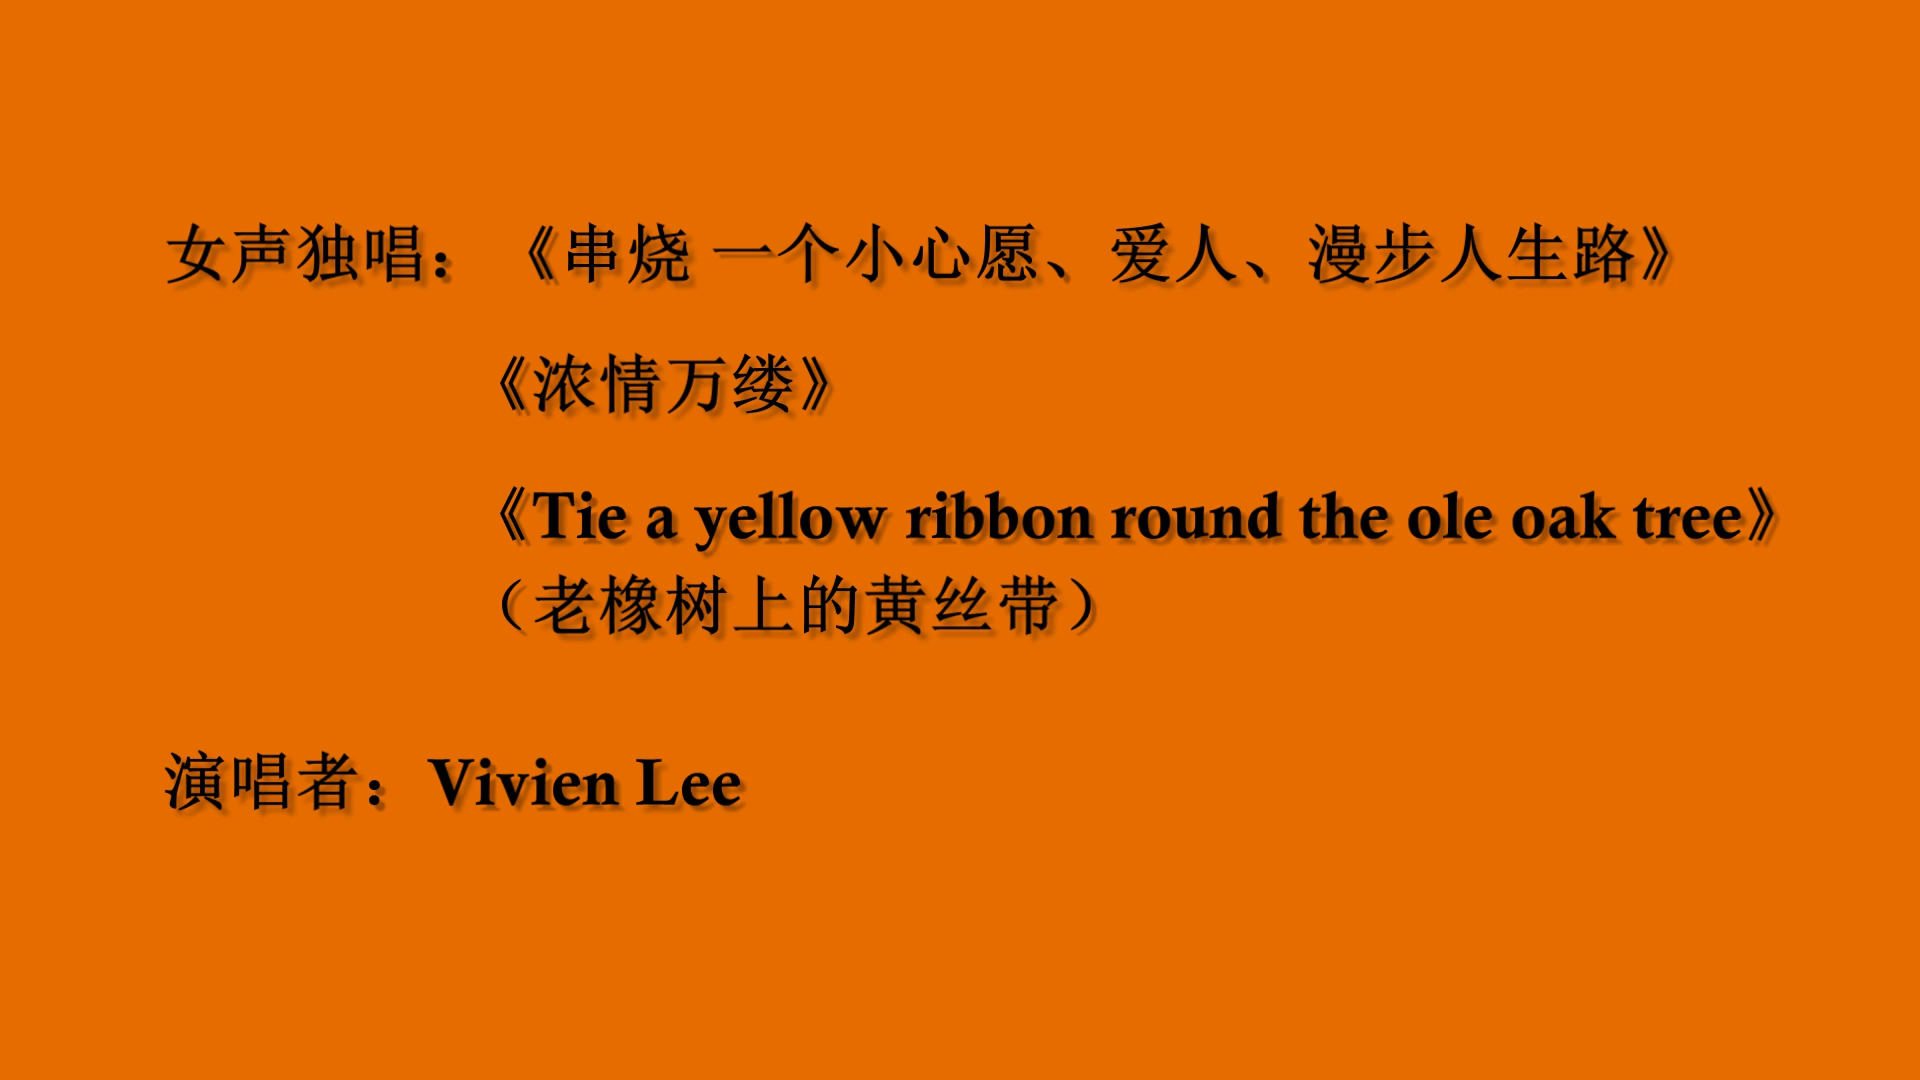 女声独唱：《串烧 一个小心愿、爱人、漫步人生路》
《浓情万缕》
《Tie a yellow ribbon round the ole oak tree》
（老橡树上的黄丝带）
演唱者：Vivien Lee